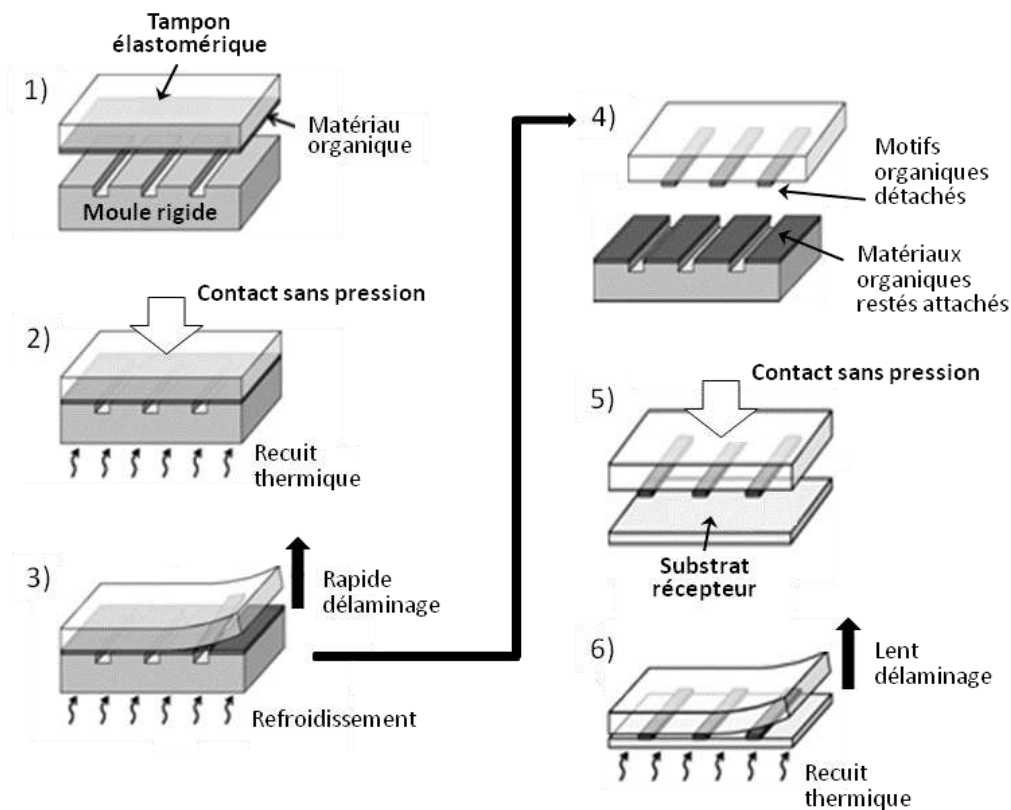 Tampon
élastomérique
1)
Matériau
organique
Moule rigide
Contact sans pression
2)
Recuit
thermique
3)
Rapide
délaminage
Refroidissement
4)
Motifs
organiques
détachés
Matériaux
organiques
restés attachés
Contact sans pression
5)
Substrat
récepteur
6)
Lent
délaminage
Recuit
thermique